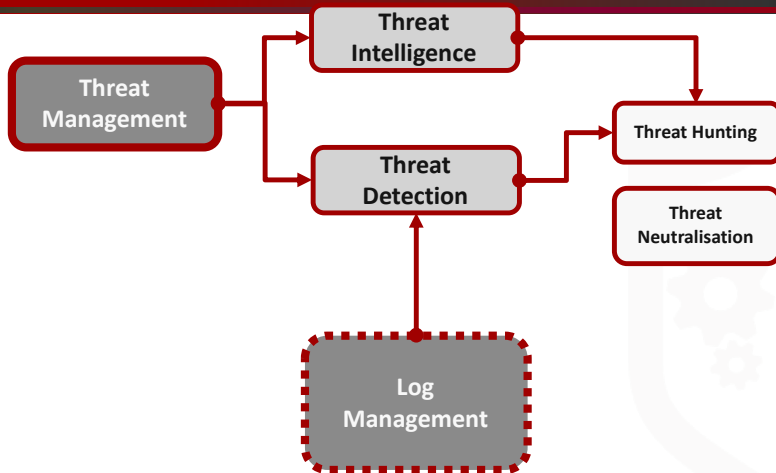 Threat
Intelligence
Threat
Management
Threat Hunting
Threat
Detection
Threat
Neutralisation
Log
Management